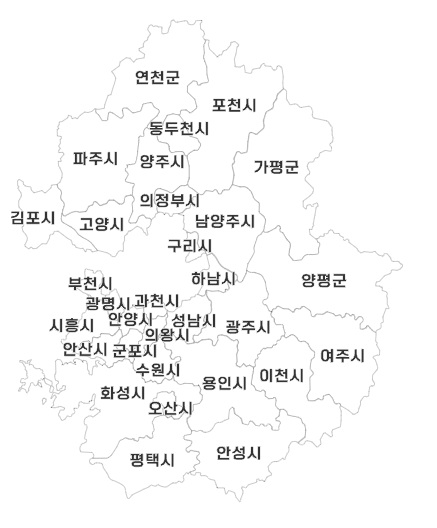 연천군
포천시
동두천시
파주시
양주시
가평군
의정부시
김포시
고양시
남양주시
구리시
하남시
양평군
부천시
광명시
과천시
시흥시
안양시
성남시
광주시
의왕시
안산시
군포시
여주시
수원시
용인시
이천시
화성시
오산시
안성시
평택시